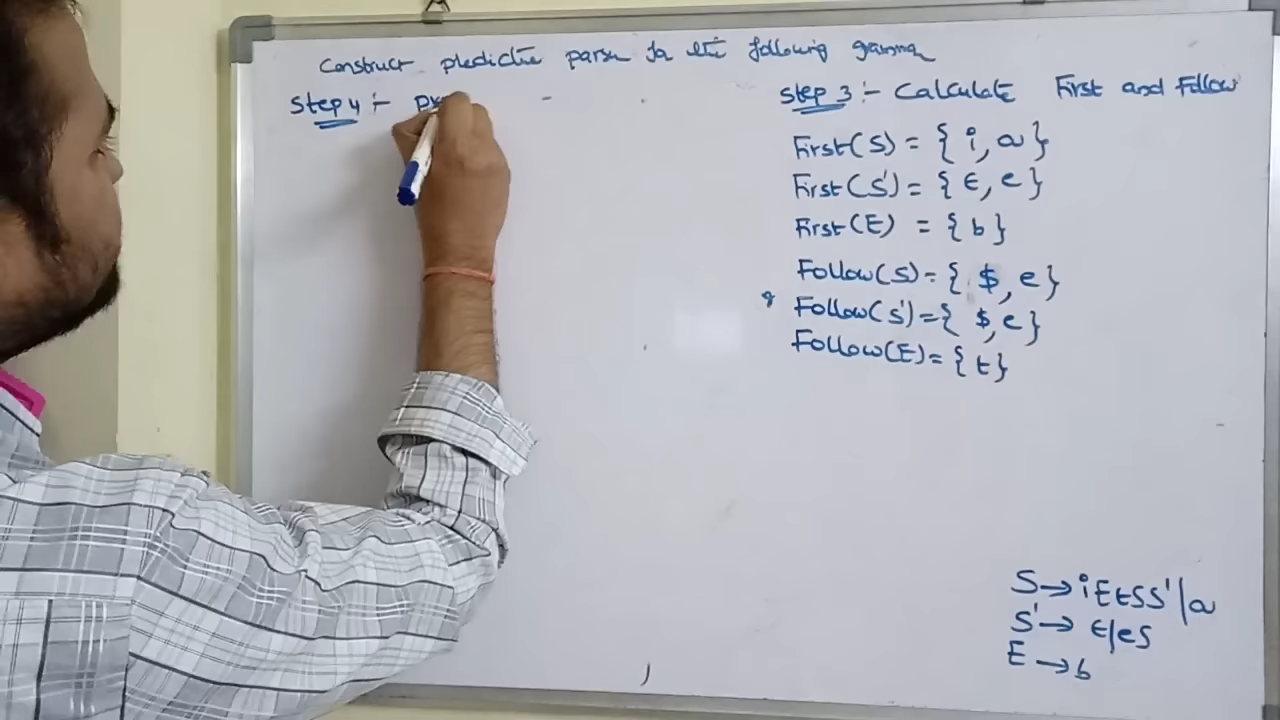 Construct predictive parser for the following gamma
Step 4 :-
Step 3 :- Calculate First and Follow
First(S) = { i, a }
First(S') = { ϵ, e }
First(E) = { b }
Follow(S) = { $, e }
Follow(S') = { $, e }
Follow(E) = { t }
S → iEtSS' | a
S' → ϵ | eS
E → b